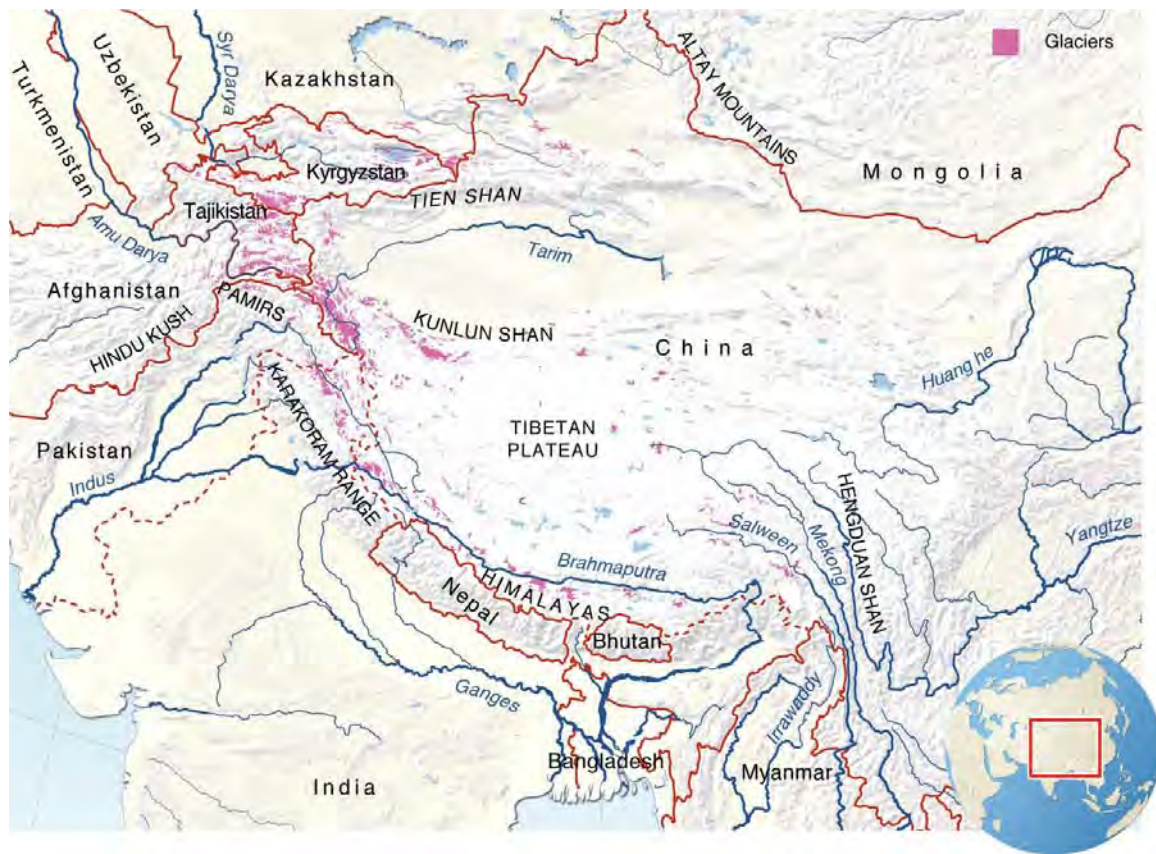 Glaciers
ALTAY MOUNTAINS
Syr Darya
Uzbekistan
Turkmenistan
Kazakhstan
Kyrgyzstan
Mongolia
TIEN SHAN
Tajikistan
Amu Darya
Tarim
Afghanistan
PAMIRS
HINDU KUSH
KUNLUN SHAN
China
Huang he
KARAKORAM RANGE
TIBETAN
PLATEAU
Pakistan
Indus
HENGDUAN SHAN
Salween
Mekong
Yangtze
Brahmaputra
HIMALAYAS
Nepal
Bhutan
Ganges
Irrawaddy
Bangladesh
Myanmar
India